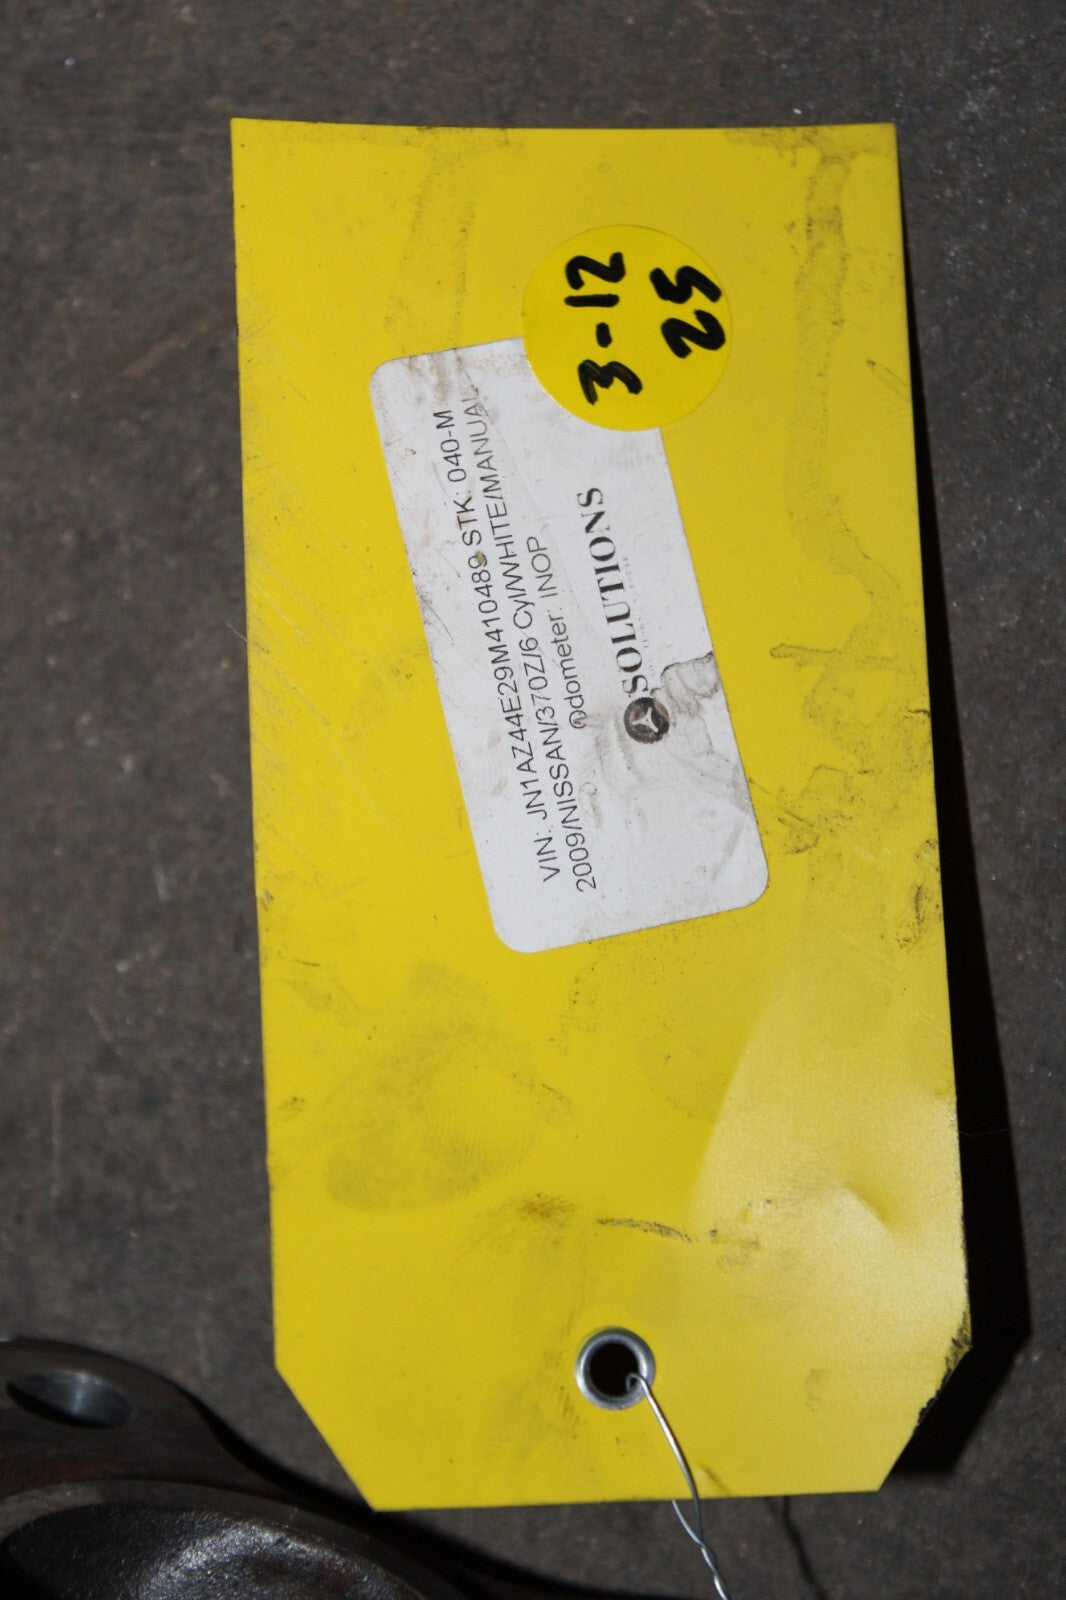 3-12
25
VIN: JN1AZ44E29M410489 STK: 040-M
2009/NISSAN/370Z/6 Cyl/WHITE/MANUAL
Odometer: INOP
SOLUTIONS